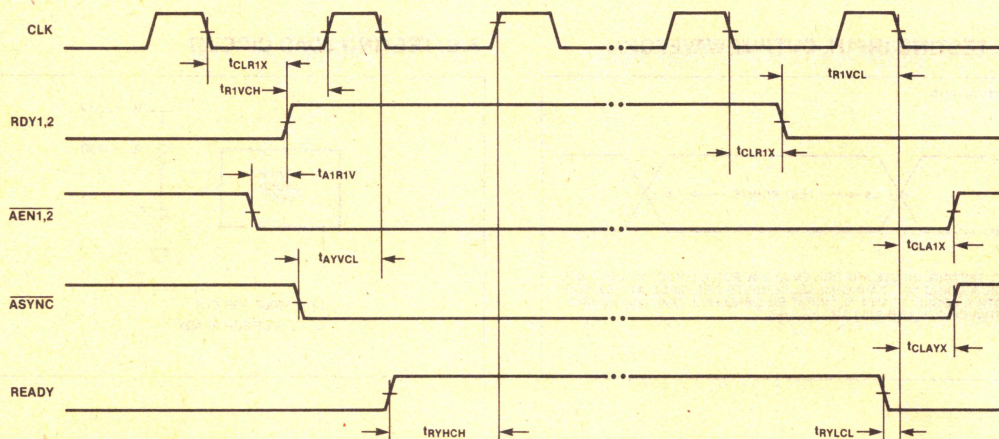 CLK
tCLR1X
tR1VCL
tR1VCH
RDY1,2
tCLR1X
tA1R1V
AEN1,2
tCLA1X
tAYVCL
ASYNC
tCLAYX
READY
tRYHCH
tRYLCL